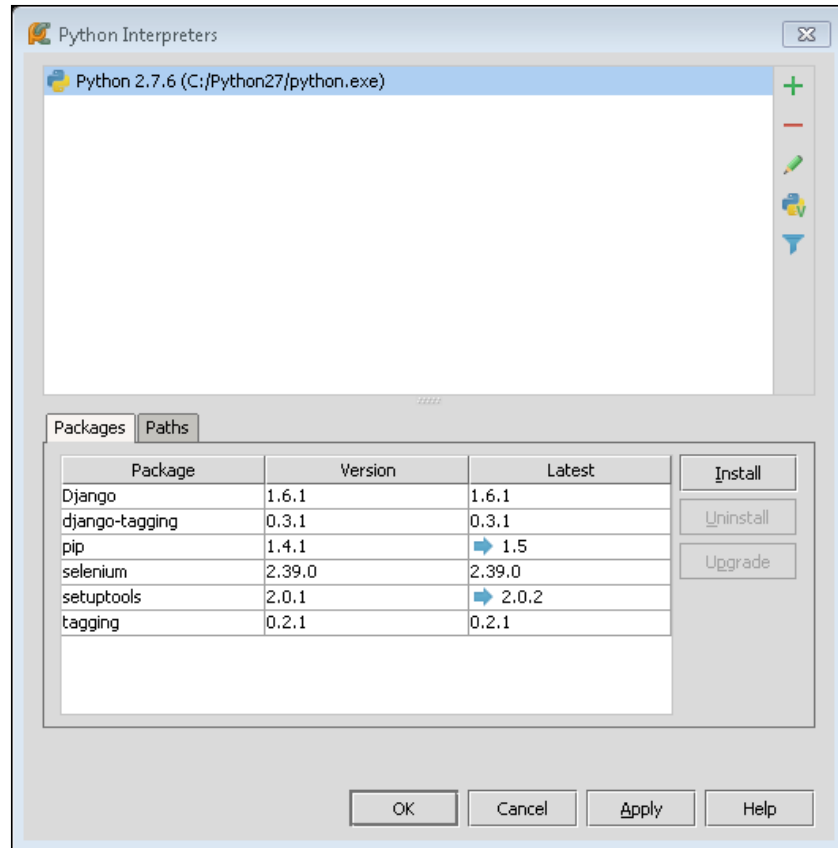 Python Interpreters
Python 2.7.6 (C:/Python27/python.exe)
Packages Paths
Package Version Latest
Django 1.6.1 1.6.1
django-tagging 0.3.1 0.3.1
pip 1.4.1 1.5
selenium 2.39.0 2.39.0
setuptools 2.0.1 2.0.2
tagging 0.2.1 0.2.1
Install
Uninstall
Upgrade
OK Cancel Apply Help